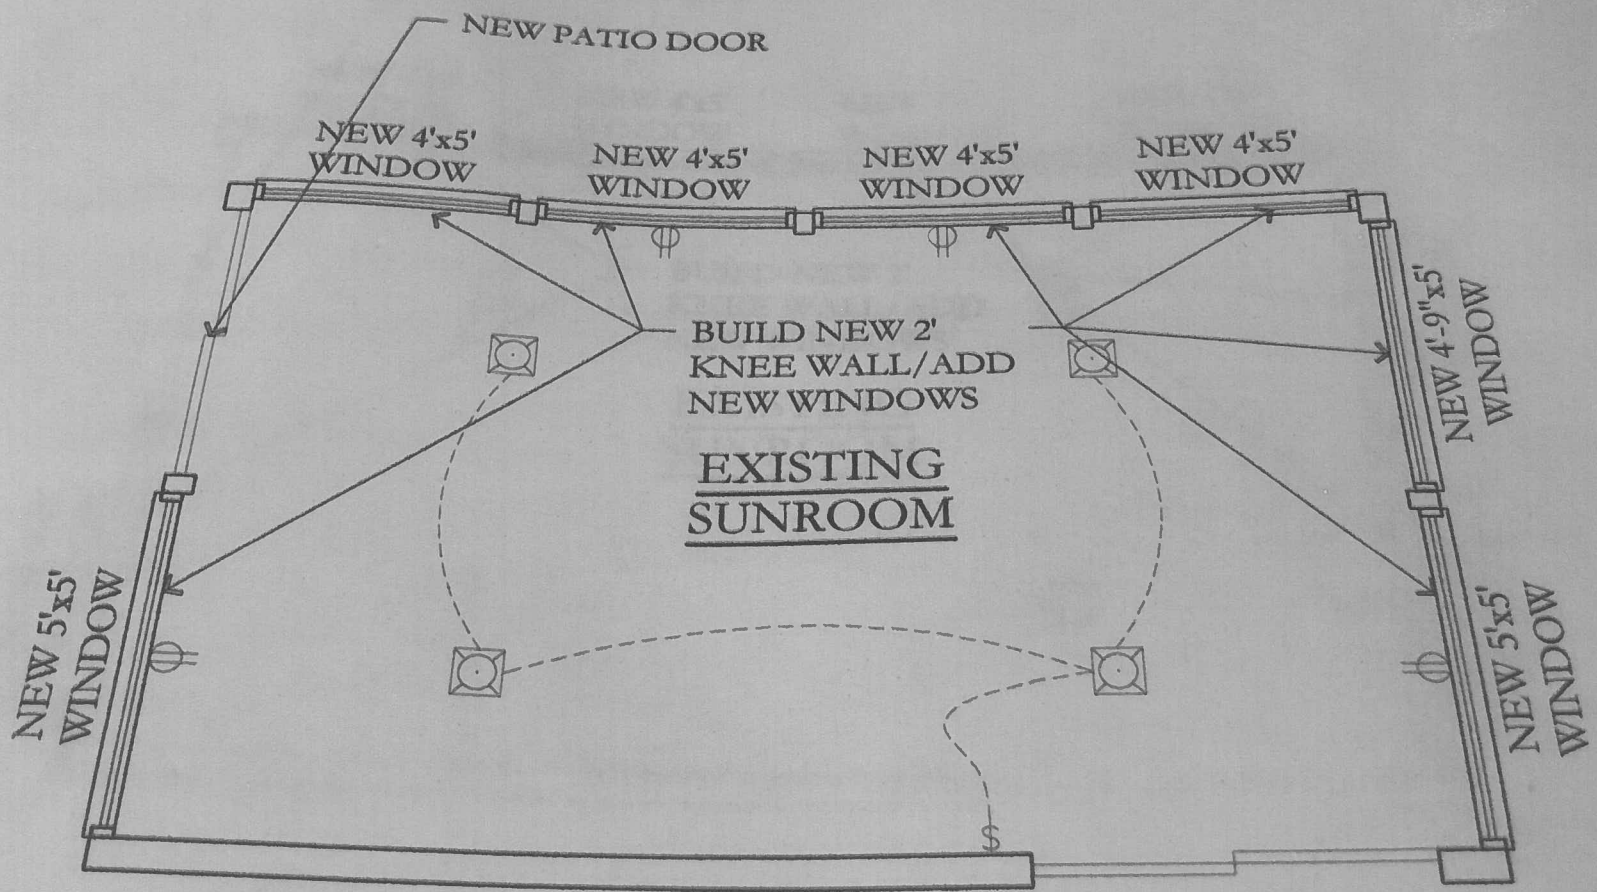 NEW PATIO DOOR
NEW 4'x5'
WINDOW
NEW 4'x5'
WINDOW
NEW 4'x5'
WINDOW
NEW 4'x5'
WINDOW
NEW 4'-9"x5'
WINDOW
BUILD NEW 2'
KNEE WALL/ADD
NEW WINDOWS
EXISTING
SUNROOM
NEW 5'x5'
WINDOW
NEW 5'x5'
WINDOW
$